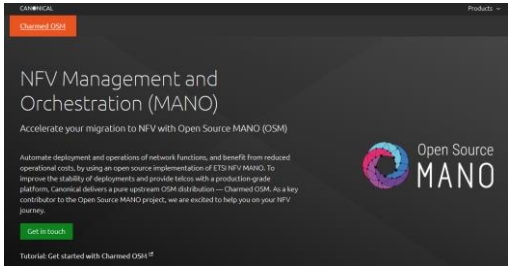 CANONICAL
Products
Charmed OSM
NFV Management and
Orchestration (MANO)
Accelerate your migration to NFV with Open Source MANO (OSM)
Automate deployment and operations of network functions, and benefit from reduced
operational costs, by using an open source implementation of ETSI NFV MANO. To
improve the stability of deployments and provide telcos with a production-grade
platform, Canonical delivers a pure upstream OSM distribution — Charmed OSM. As a key
contributor to the Open Source MANO project, we are excited to help you on your NFV
journey.
Open Source
MANO
Get in touch
Tutorial: Get started with Charmed OSM